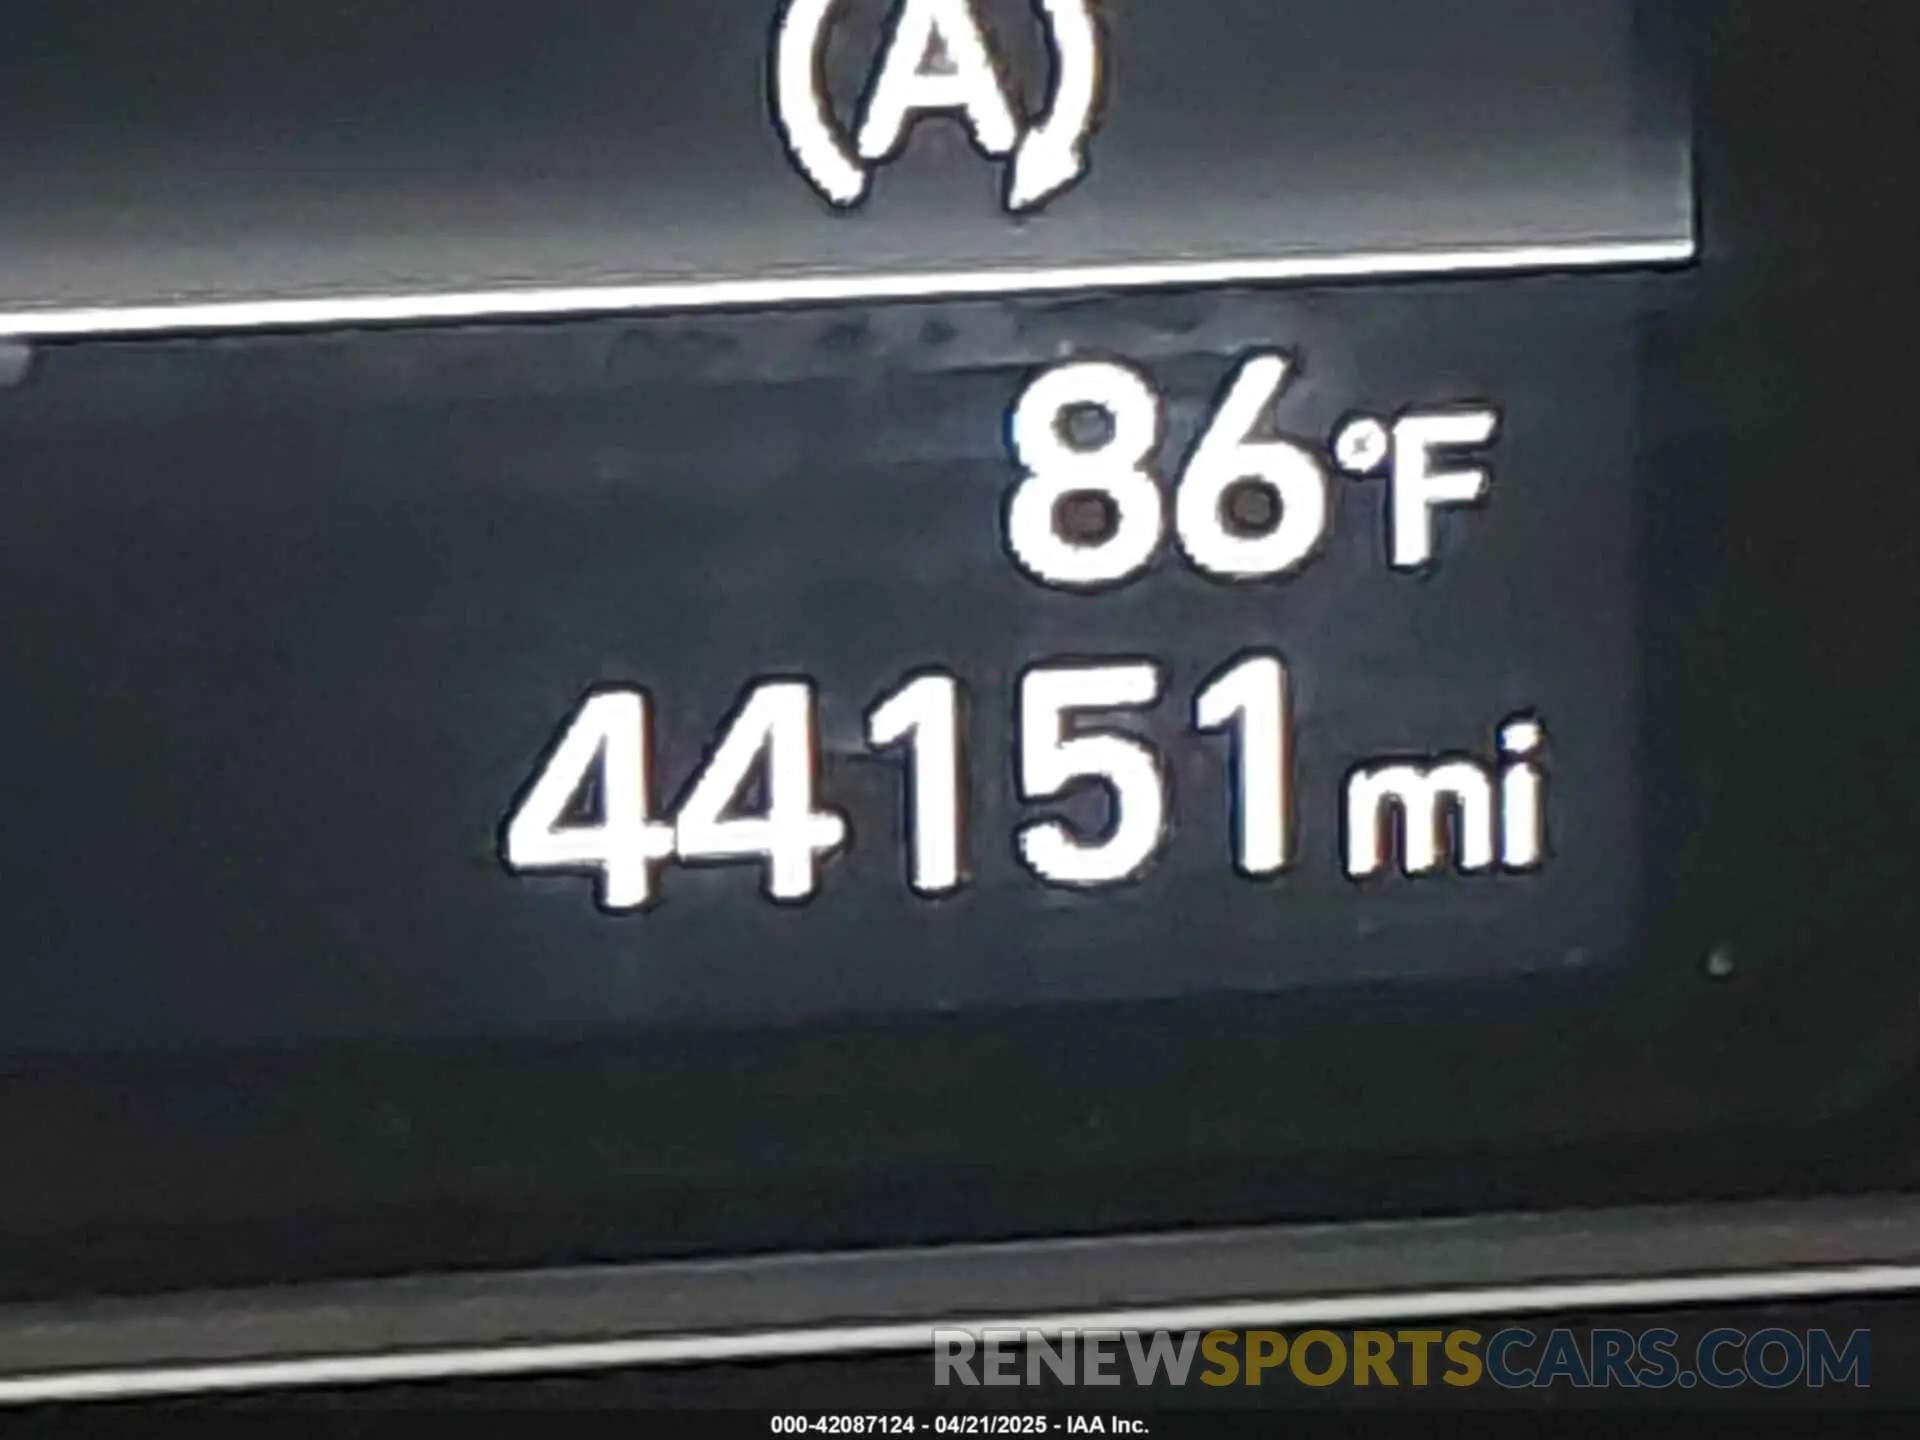 A
86°F
44151 mi
RENEWSPORTSCARS.COM
000-42087124 - 04/21/2025 - IAA Inc.